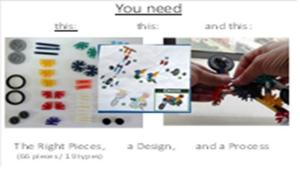 You need
this: this: and this:
The Right Pieces, a Design, and a Process
(66 pieces / 19 types)